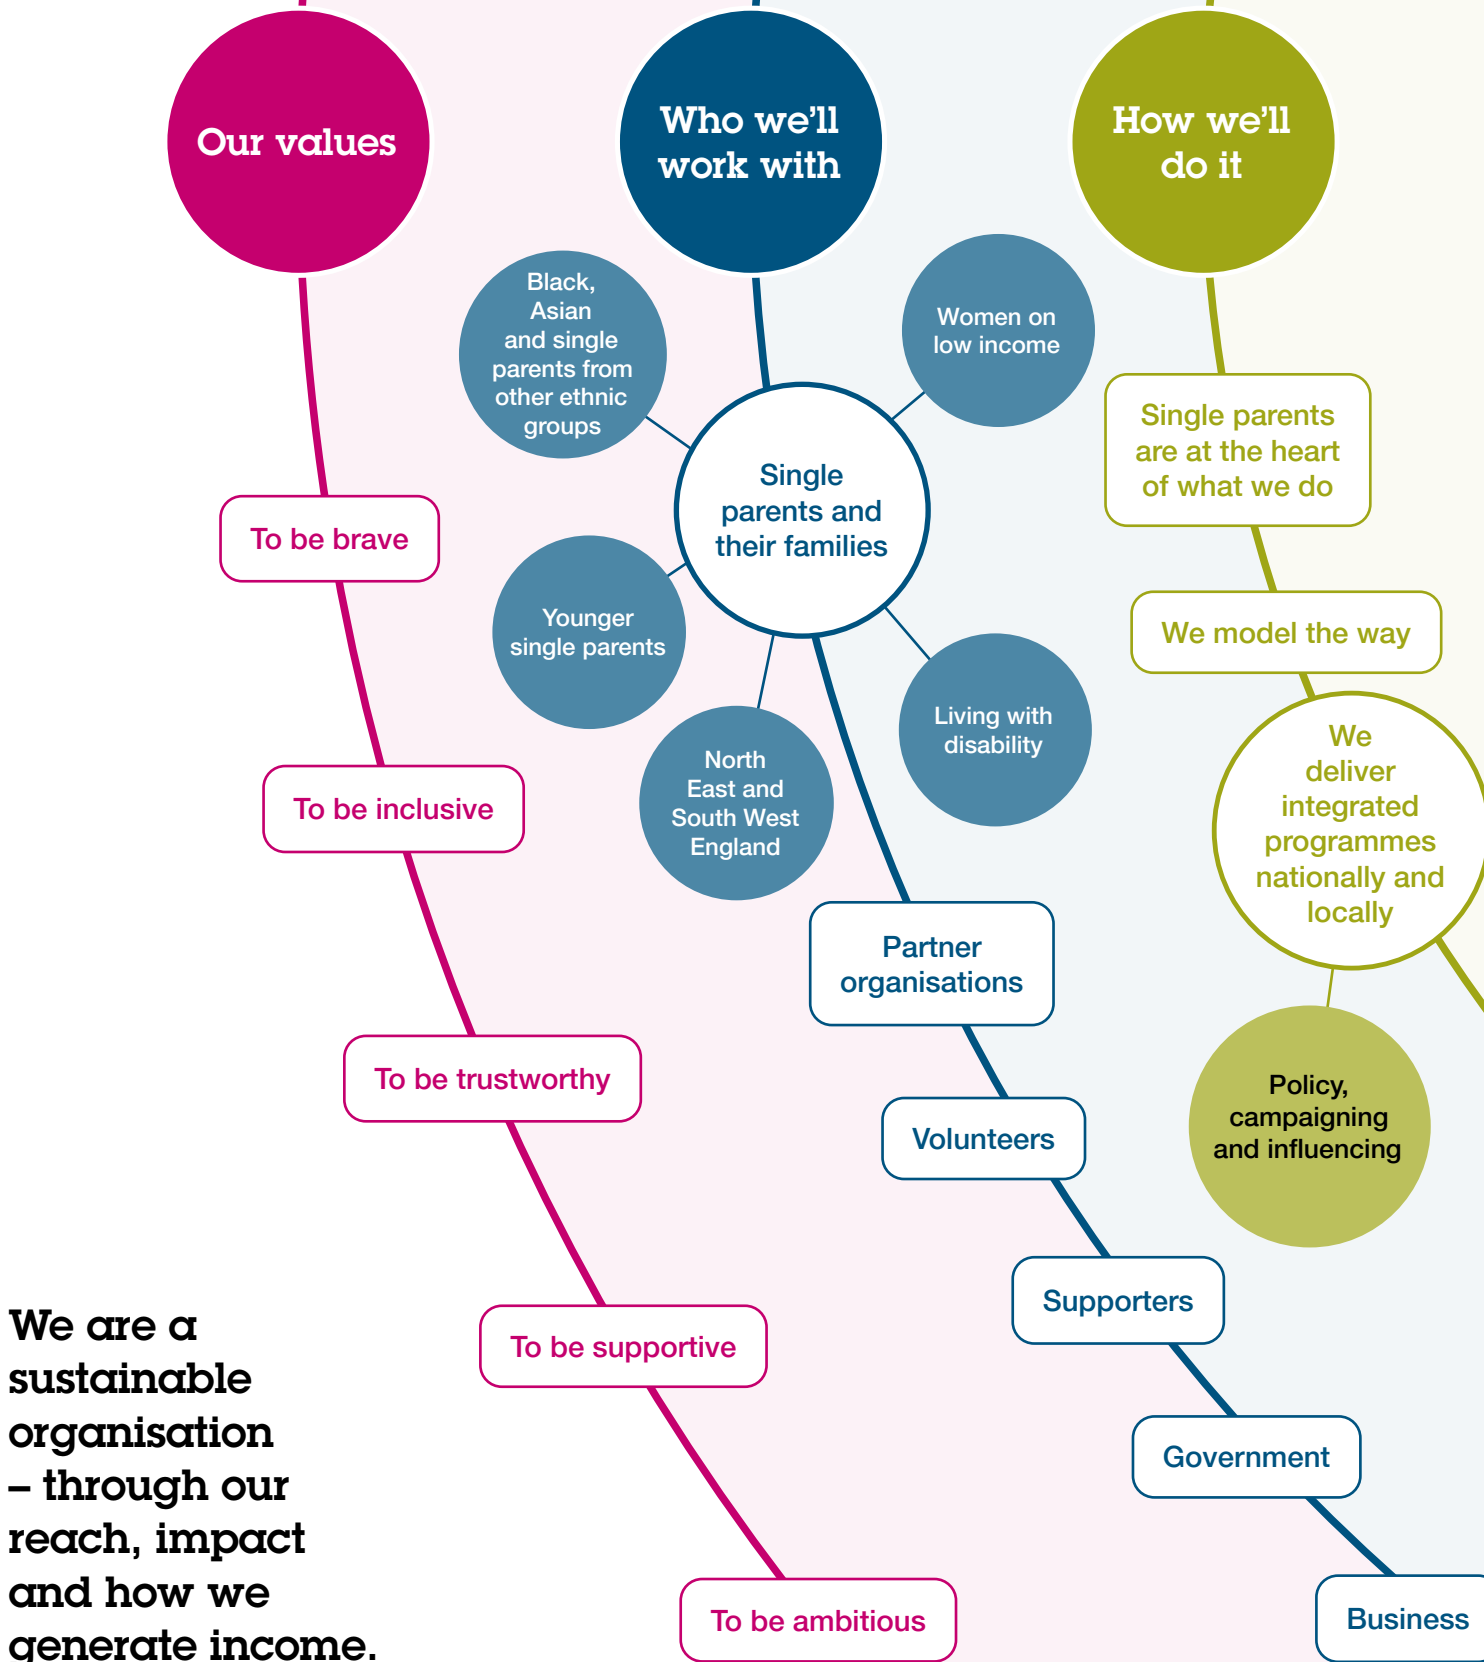 Our values
To be brave
To be inclusive
To be trustworthy
To be supportive
To be ambitious
Who we'll
work with
Black,
Asian
and single
parents from
other ethnic
groups
Women on
low income
Single
parents and
their families
Younger
single parents
North
East and
South West
England
Living with
disability
Partner
organisations
Volunteers
Supporters
Government
Business
How we'll
do it
Single parents
are at the heart
of what we do
We model the way
We
deliver
integrated
programmes
nationally and
locally
Policy,
campaigning
and influencing
We are a
sustainable
organisation
– through our
reach, impact
and how we
generate income.